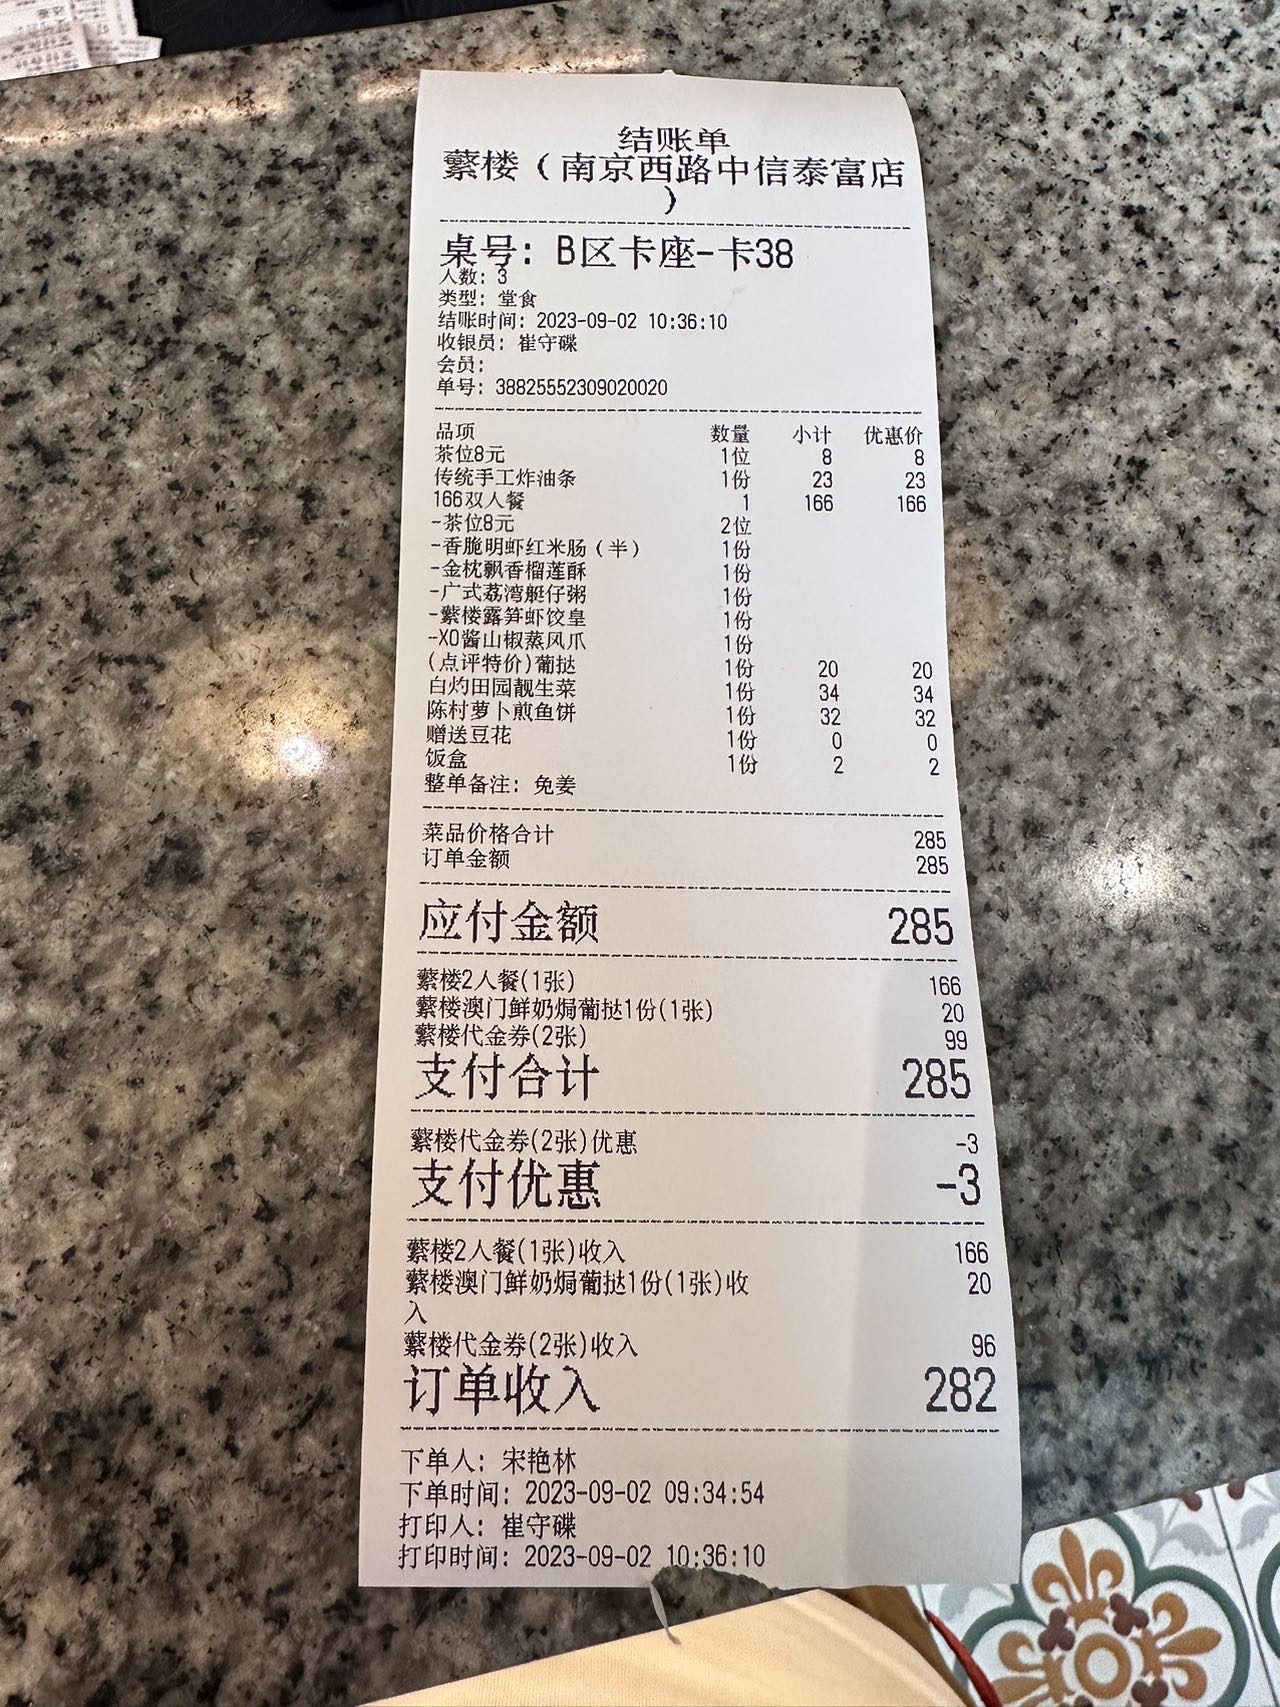 结账单
蘩楼（南京西路中信泰富店
）
桌号：B区卡座-卡38
人数：3
类型：堂食
结账时间：2023-09-02 10:36:10
收银员：崔守碟
会员：
单号：38825552309020020
品项 数量 小计 优惠价
茶位8元 1位 8 8
传统手工炸油条 1份 23 23
166双人餐 1 166 166
-茶位8元 2位
-香脆明虾红米肠（半） 1份
-金枕飘香榴莲酥 1份
-广式荔湾艇仔粥 1份
-蘩楼露笋虾饺皇 1份
-XO酱山椒蒸凤爪 1份
(点评特价)葡挞 1份 20 20
白灼田园靓生菜 1份 34 34
陈村萝卜煎鱼饼 1份 32 32
赠送豆花 1份 0 0
饭盒 1份 2 2
整单备注：免姜
菜品价格合计 285
订单金额 285
应付金额 285
蘩楼2人餐(1张) 166
蘩楼澳门鲜奶焗葡挞1份(1张) 20
蘩楼代金券(2张) 99
支付合计 285
蘩楼代金券(2张)优惠 -3
支付优惠 -3
蘩楼2人餐(1张)收入 166
蘩楼澳门鲜奶焗葡挞1份(1张)收 20
入
蘩楼代金券(2张)收入 96
订单收入 282
下单人：宋艳林
下单时间：2023-09-02 09:34:54
打印人：崔守碟
打印时间：2023-09-02 10:36:10